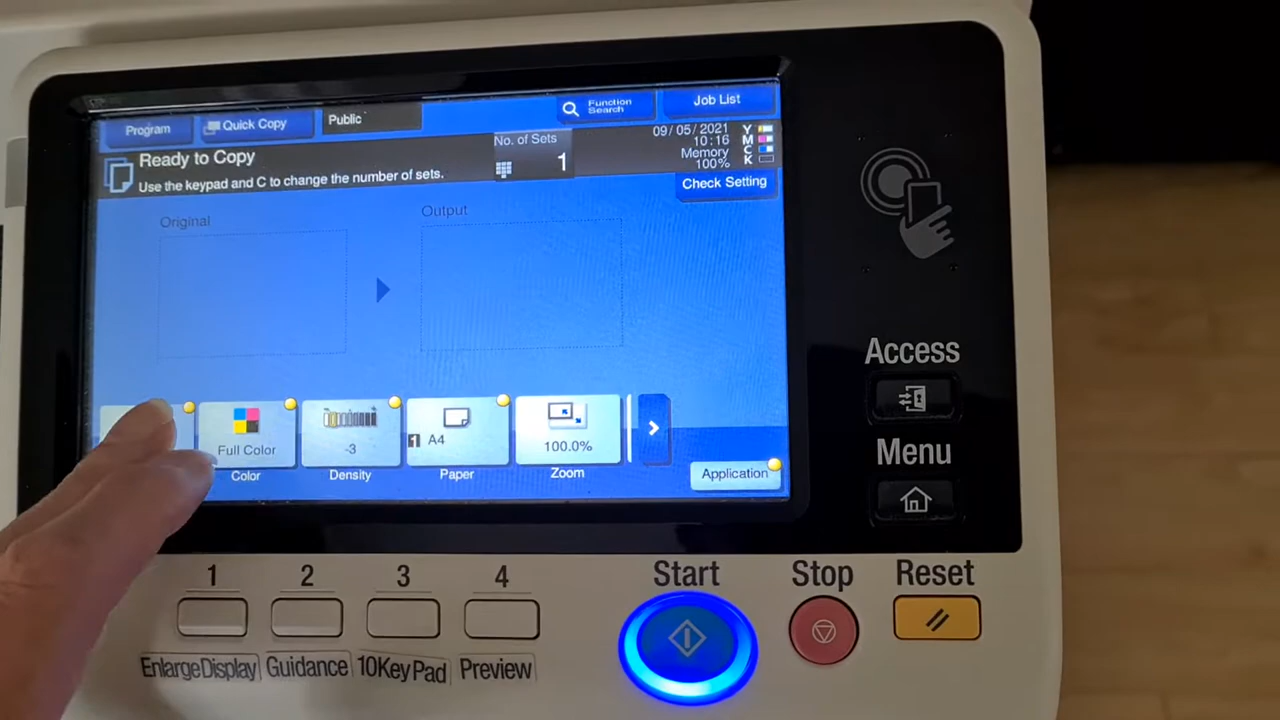 Program
Quick Copy
Public
Function Search
Job List
Ready to Copy
Use the keypad and C to change the number of sets.
No. of Sets
1
09/05/2021
10:16
Memory
100%
Y
M
C
K
Check Setting
Original
Output
Full Color
-3
1 A4
100.0%
Color
Density
Paper
Zoom
Application
Access
Menu
1
2
3
4
Start
Stop
Reset
Enlarge Display
Guidance
10 Key Pad
Preview